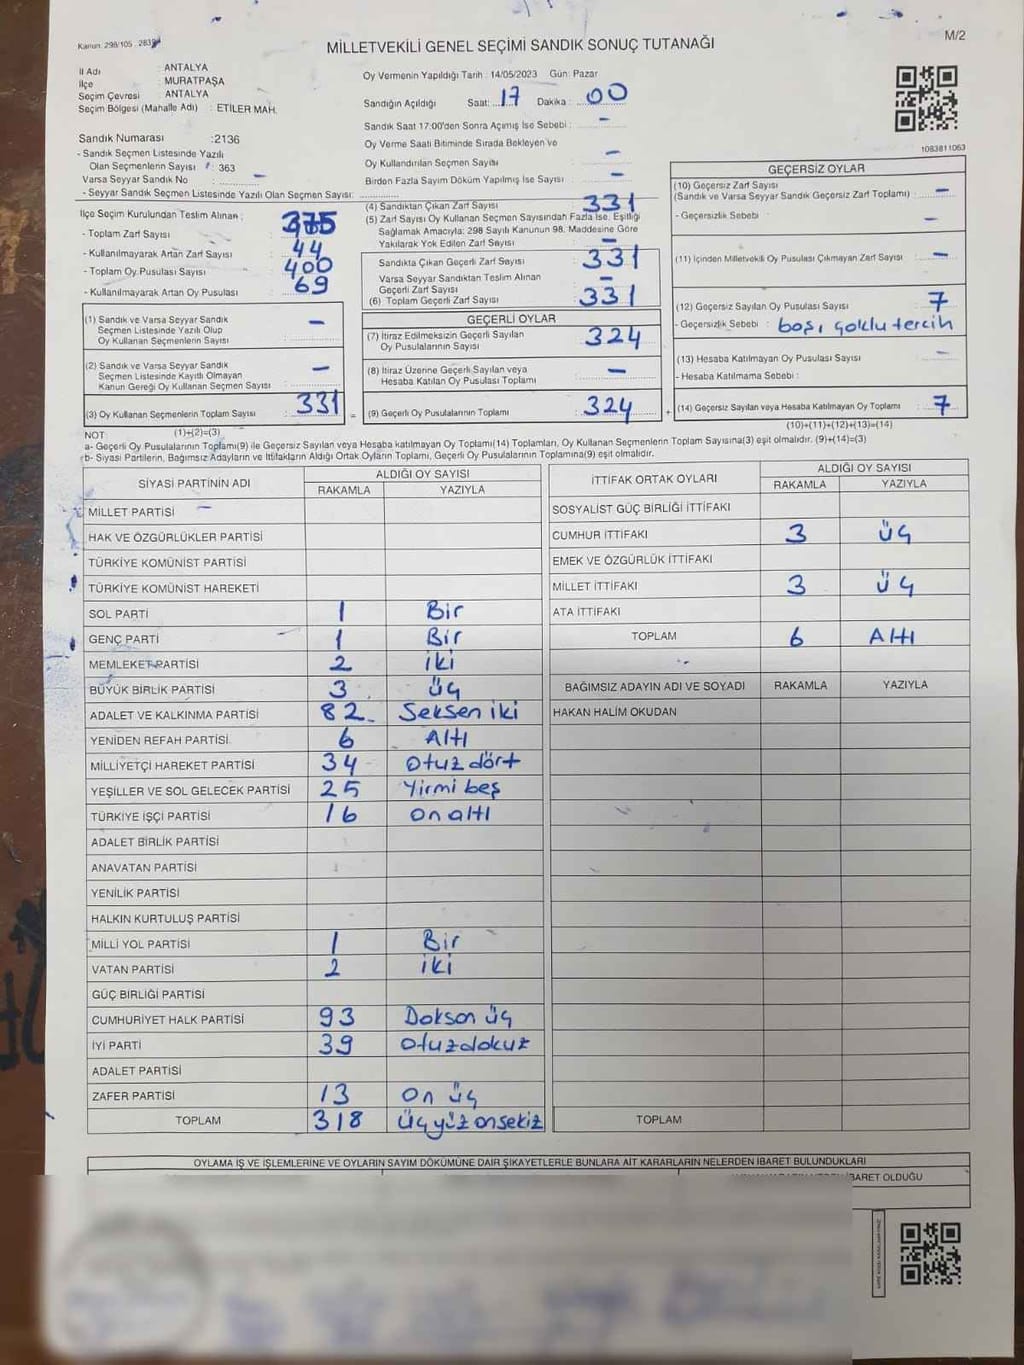 Kanun: 298/105 . 2839
M/2
MİLLETVEKİLİ GENEL SEÇİMİ SANDIK SONUÇ TUTANAĞI
İl Adı : ANTALYA
İlçe : MURATPAŞA
Seçim Çevresi : ANTALYA
Seçim Bölgesi (Mahalle Adı) : ETİLER MAH.
Sandık Numarası :2136
- Sandık Seçmen Listesinde Yazılı
Olan Seçmenlerin Sayısı : 363
Varsa Seyyar Sandık No : –
- Seyyar Sandık Seçmen Listesinde Yazılı Olan Seçmen Sayısı:
Oy Vermenin Yapıldığı Tarih : 14/05/2023 Gün: Pazar
Sandığın Açıldığı Saat: 17 Dakika : 00
Sandık Saat 17:00'den Sonra Açımış İse Sebebi : –
Oy Verme Saati Bitiminde Sırada Bekleyen ve
Oy Kullandırılan Seçmen Sayısı : –
Birden Fazla Sayım Döküm Yapılmış İse Sayısı : –
1083811063
İlçe Seçim Kurulundan Teslim Alınan ;
- Toplam Zarf Sayısı : 375
- Kullanılmayarak Artan Zarf Sayısı : 44
- Toplam Oy Pusulası Sayısı : 400
- Kullanılmayarak Artan Oy Pusulası : 69
(1) Sandık ve Varsa Seyyar Sandık
Seçmen Listesinde Yazılı Olup
Oy Kullanan Seçmenlerin Sayısı : –
(2) Sandık ve Varsa Seyyar Sandık
Seçmen Listesinde Kayıtlı Olmayan
Kanun Gereği Oy Kullanan Seçmen Sayısı : –
(3) Oy Kullanan Seçmenlerin Toplam Sayısı : 331
(1)+(2)=(3)
(4) Sandıktan Çıkan Zarf Sayısı : 331
(5) Zarf Sayısı Oy Kullanan Seçmen Sayısından Fazla İse, Eşitliği
Sağlamak Amacıyla; 298 Sayılı Kanunun 98. Maddesine Göre
Yakılarak Yok Edilen Zarf Sayısı : –
Sandıkta Çıkan Geçerli Zarf Sayısı : 331
Varsa Seyyar Sandıktan Teslim Alınan
Geçerli Zarf Sayısı : –
(6) Toplam Geçerli Zarf Sayısı : 331
GEÇERLİ OYLAR
(7) İtiraz Edilmeksizin Geçerli Sayılan
Oy Pusulalarının Sayısı : 324
(8) İtiraz Üzerine Geçerli Sayılan veya
Hesaba Katılan Oy Pusulası Toplamı : –
= (9) Geçerli Oy Pusulalarının Toplamı : 324
GEÇERSİZ OYLAR
(10) Geçersiz Zarf Sayısı
(Sandık ve Varsa Seyyar Sandık Geçersiz Zarf Toplamı) : –
- Geçersizlik Sebebi : –
(11) İçinden Milletvekili Oy Pusulası Çıkmayan Zarf Sayısı : –
(12) Geçersiz Sayılan Oy Pusulası Sayısı : 7
- Geçersizlik Sebebi : boşı çoklu tercih
(13) Hesaba Katılmayan Oy Pusulası Sayısı : –
- Hesaba Katılmama Sebebi :
+ (14) Geçersiz Sayılan veya Hesaba Katılmayan Oy Toplamı : 7
(10)+(11)+(12)+(13)=(14)
NOT:
a- Geçerli Oy Pusulalarının Toplamı(9) ile Geçersiz Sayılan veya Hesaba katılmayan Oy Toplamı(14) Toplamları, Oy Kullanan Seçmenlerin Toplam Sayısına(3) eşit olmalıdır. (9)+(14)=(3)
b- Siyasi Partilerin, Bağımsız Adayların ve İttifakların Aldığı Ortak Oyların Toplamı, Geçerli Oy Pusulalarının Toplamına(9) eşit olmalıdır.
SİYASİ PARTİNİN ADI ALDIĞI OY SAYISI
RAKAMLA YAZIYLA
MİLLET PARTİSİ –
HAK VE ÖZGÜRLÜKLER PARTİSİ
TÜRKİYE KOMÜNİST PARTİSİ
TÜRKİYE KOMÜNİST HAREKETİ
SOL PARTİ 1 Bir
GENÇ PARTİ 1 Bir
MEMLEKET PARTİSİ 2 iki
BÜYÜK BİRLİK PARTİSİ 3 üç
ADALET VE KALKINMA PARTİSİ 82 Seksen iki
YENİDEN REFAH PARTİSİ 6 Altı
MİLLİYETÇİ HAREKET PARTİSİ 34 Otuz dört
YEŞİLLER VE SOL GELECEK PARTİSİ 25 Yirmi beş
TÜRKİYE İŞÇİ PARTİSİ 16 on altı
ADALET BİRLİK PARTİSİ
ANAVATAN PARTİSİ
YENİLİK PARTİSİ
HALKIN KURTULUŞ PARTİSİ
MİLLİ YOL PARTİSİ 1 Bir
VATAN PARTİSİ 2 iki
GÜÇ BİRLİĞİ PARTİSİ
CUMHURİYET HALK PARTİSİ 93 Doksan üç
İYİ PARTİ 39 Otuzdokuz
ADALET PARTİSİ
ZAFER PARTİSİ 13 on üç
TOPLAM 318 üçyüz onsekiz
İTTİFAK ORTAK OYLARI ALDIĞI OY SAYISI
RAKAMLA YAZIYLA
SOSYALİST GÜÇ BİRLİĞİ İTTİFAKI
CUMHUR İTTİFAKI 3 üç
EMEK VE ÖZGÜRLÜK İTTİFAKI
MİLLET İTTİFAKI 3 üç
ATA İTTİFAKI
TOPLAM 6 Altı
BAĞIMSIZ ADAYIN ADI VE SOYADI RAKAMLA YAZIYLA
HAKAN HALİM OKUDAN
TOPLAM
OYLAMA İŞ VE İŞLEMLERİNE VE OYLARIN SAYIM DÖKÜMÜNE DAİR ŞİKAYETLERLE BUNLARA AİT KARARLARIN NELERDEN İBARET BULUNDUKLARI
İBARET OLDUĞU